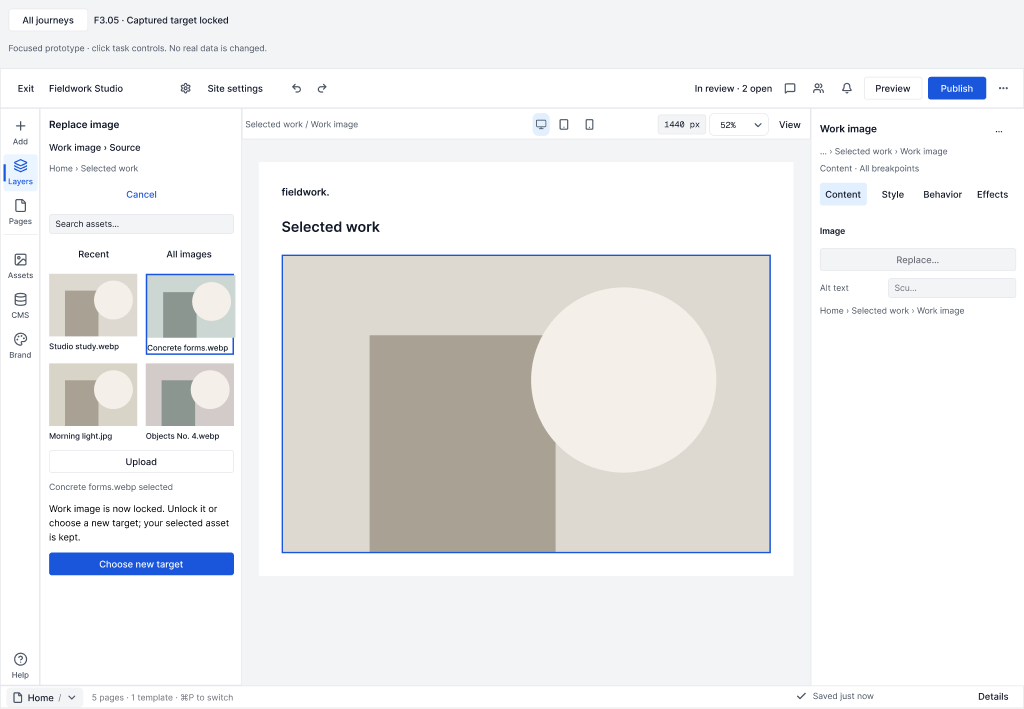 All journeys
F3.05 · Captured target locked
Focused prototype · click task controls. No real data is changed.
Exit
Fieldwork Studio
Site settings
In review · 2 open
Preview
Publish
Add
Layers
Pages
Assets
CMS
Brand
Help
Replace image
Work image › Source
Home › Selected work
Cancel
Search assets...
Recent
All images
Studio study.webp
Concrete forms.webp
Morning light.jpg
Objects No. 4.webp
Upload
Concrete forms.webp selected
Work image is now locked. Unlock it or
choose a new target; your selected asset
is kept.
Choose new target
Selected work / Work image
1440 px
52%
View
fieldwork.
Selected work
Work image
...
... › Selected work › Work image
Content · All breakpoints
Content
Style
Behavior
Effects
Image
Replace...
Alt text
Scu...
Home › Selected work › Work image
Home /
5 pages · 1 template · ⌘P to switch
Saved just now
Details